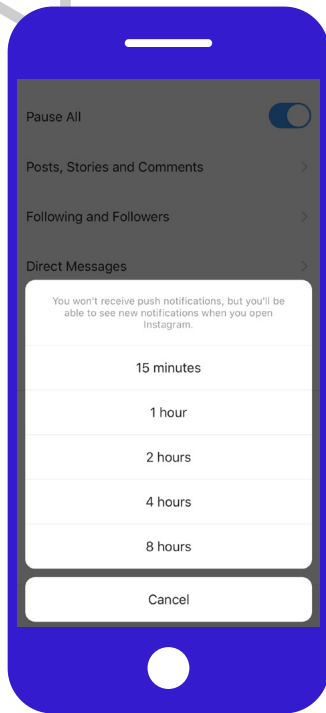 Pause All
Posts, Stories and Comments
Following and Followers
Direct Messages
You won't receive push notifications, but you'll be
able to see new notifications when you open
Instagram.
15 minutes
1 hour
2 hours
4 hours
8 hours
Cancel